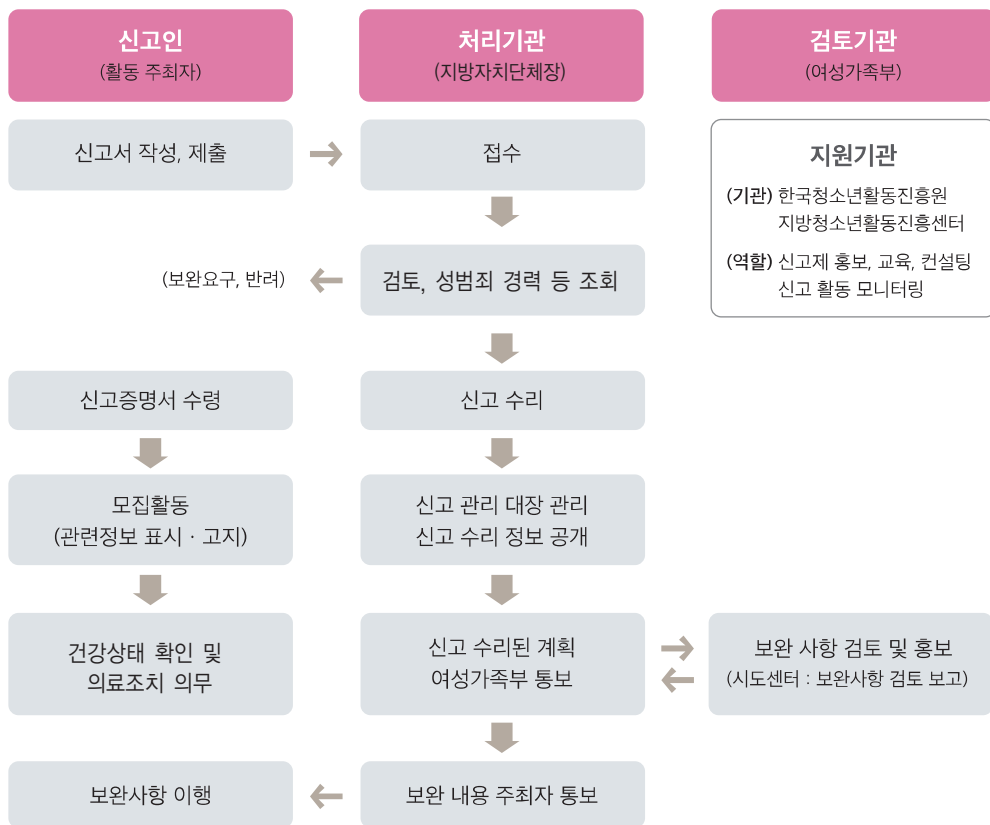 신고인
(활동 주최자)
처리기관
(지방자치단체장)
검토기관
(여성가족부)
신고서 작성, 제출
접수
지원기관
(기관) 한국청소년활동진흥원
지방청소년활동진흥센터
(역할) 신고제 홍보, 교육, 컨설팅
신고 활동 모니터링
(보완요구, 반려)
검토, 성범죄 경력 등 조회
신고증명서 수령
신고 수리
모집활동
(관련정보 표시 · 고지)
신고 관리 대장 관리
신고 수리 정보 공개
건강상태 확인 및
의료조치 의무
신고 수리된 계획
여성가족부 통보
보완 사항 검토 및 홍보
(시도센터 : 보완사항 검토 보고)
보완사항 이행
보완 내용 주최자 통보